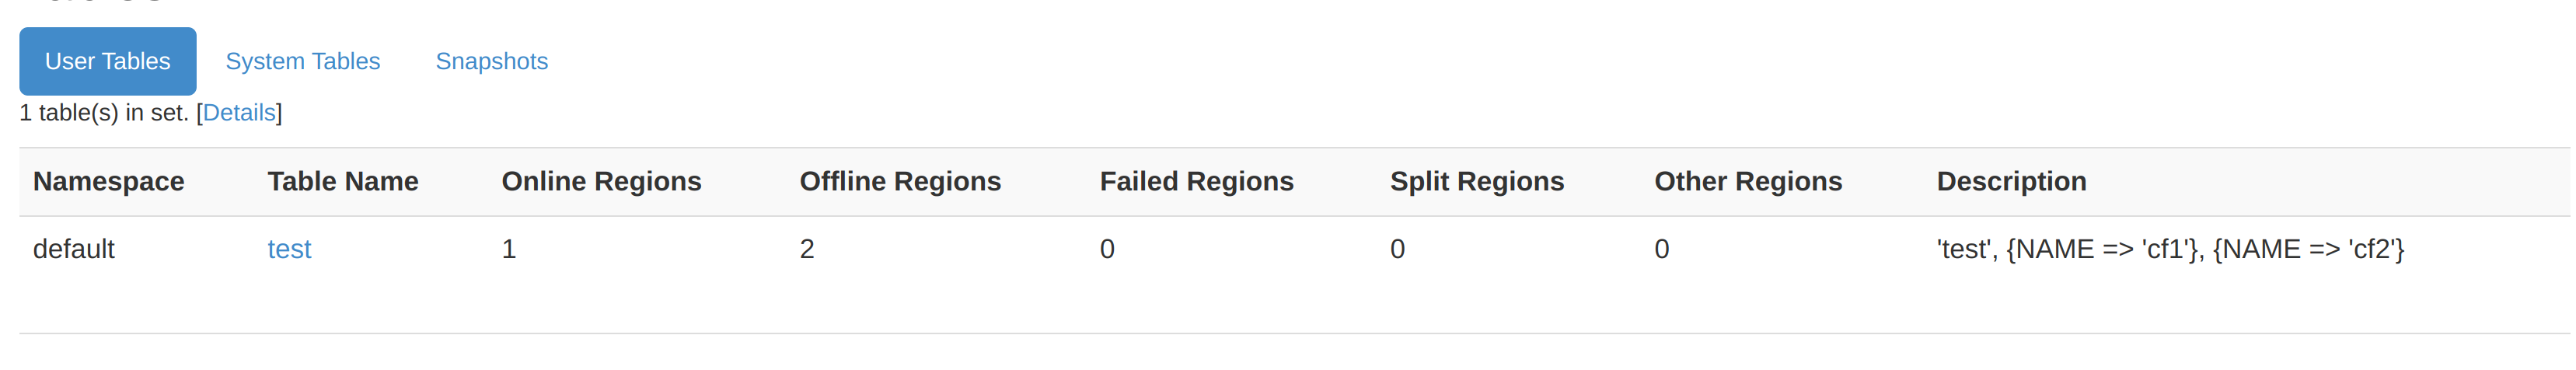 User Tables System Tables Snapshots
1 table(s) in set. [Details]
Namespace Table Name Online Regions Offline Regions Failed Regions Split Regions Other Regions Description
default test 1 2 0 0 0 'test', {NAME => 'cf1'}, {NAME => 'cf2'}